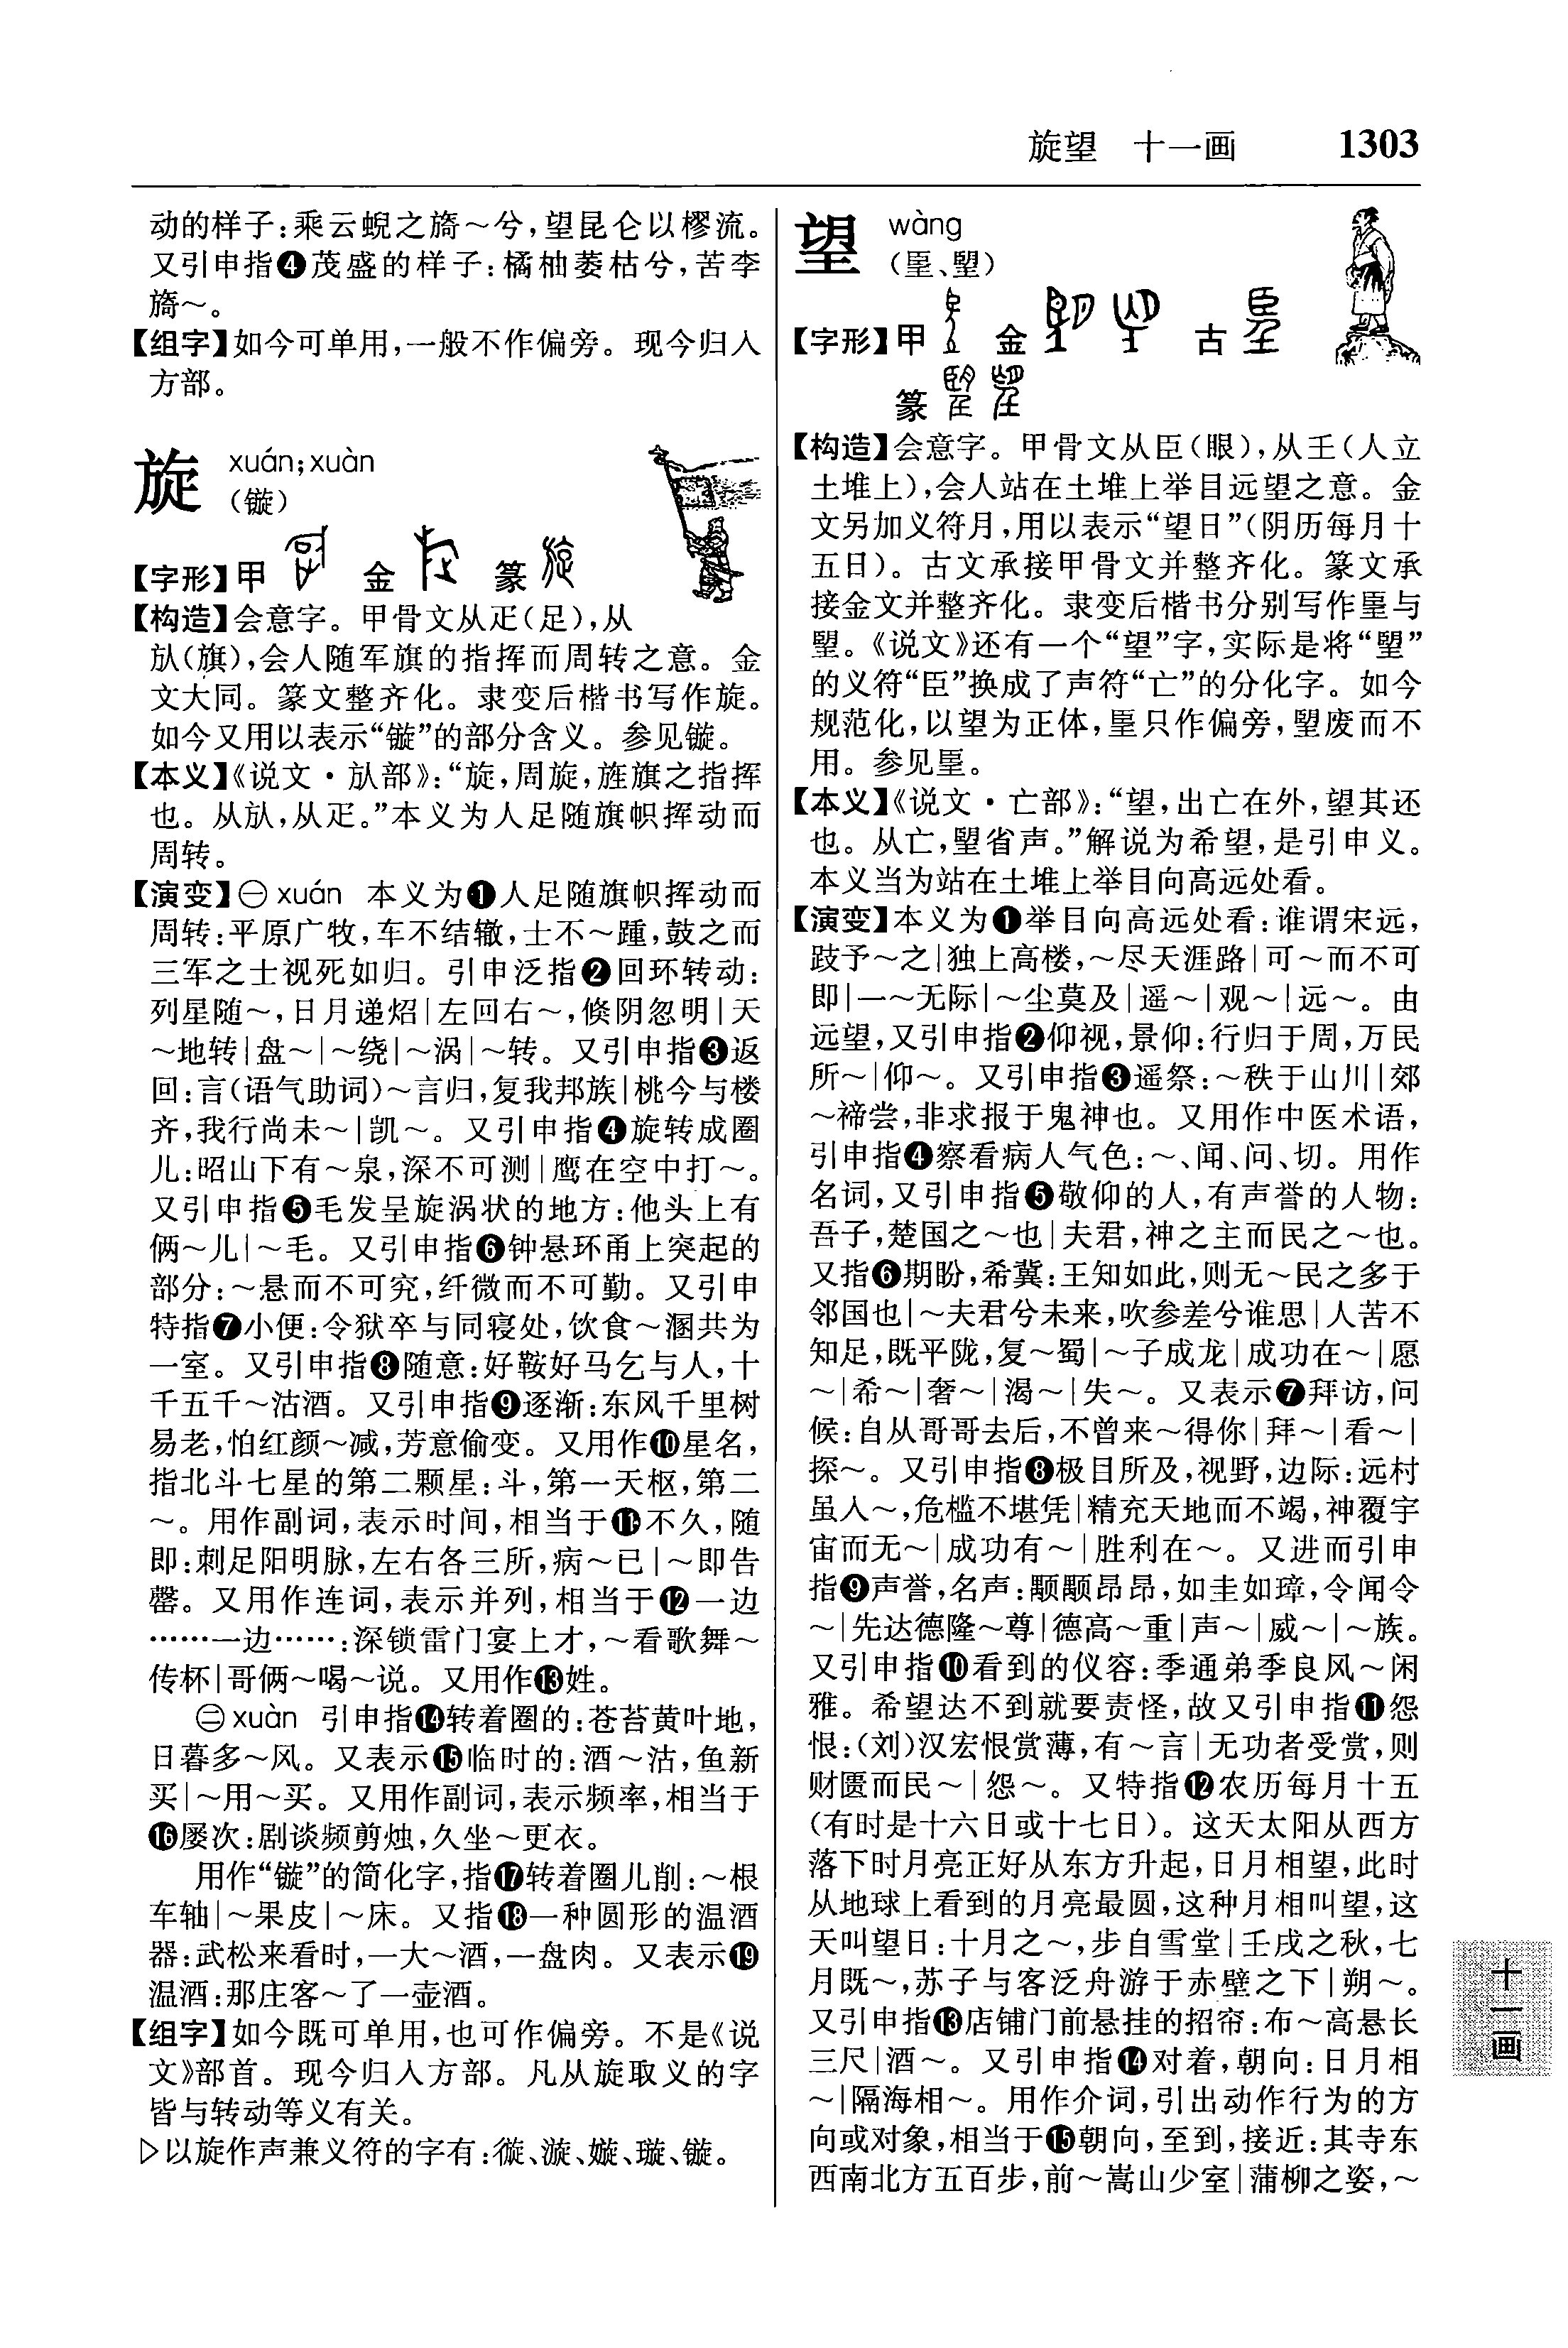 旋望　十一画　1303
动的样子:乘云蜺之旖～兮,望昆仑以樛流。
又引申指❹茂盛的样子:橘柚萎枯兮,苦李
旖～。
【组字】如今可单用,一般不作偏旁。现今归入
方部。
旋 xuán;xuàn
(镟)
【字形】甲 金 篆
【构造】会意字。甲骨文从疋(足),从
㫃(旗),会人随军旗的指挥而周转之意。金
文大同。篆文整齐化。隶变后楷书写作旋。
如今又用以表示“镟”的部分含义。参见镟。
【本义】《说文·㫃部》:“旋,周旋,旌旗之指挥
也。从㫃,从疋。”本义为人足随旗帜挥动而
周转。
【演变】㊀xuán 本义为❶人足随旗帜挥动而
周转:平原广牧,车不结辙,士不～踵,鼓之而
三军之士视死如归。引申泛指❷回环转动:
列星随～,日月递炤|左回右～,倏阴忽明|天
～地转|盘～|～绕|～涡|～转。又引申指❸返
回:言(语气助词)～言归,复我邦族|桃今与楼
齐,我行尚未～|凯～。又引申指❹旋转成圈
儿:昭山下有～泉,深不可测|鹰在空中打～。
又引申指❺毛发呈旋涡状的地方:他头上有
俩～儿|～毛。又引申指❻钟悬环甬上突起的
部分:～悬而不可究,纤微而不可勤。又引申
特指❼小便:令狱卒与同寝处,饮食～溷共为
一室。又引申指❽随意:好鞍好马乞与人,十
千五千～沽酒。又引申指❾逐渐:东风千里树
易老,怕红颜～减,芳意偷变。又用作❿星名,
指北斗七星的第二颗星:斗,第一天枢,第二
～。用作副词,表示时间,相当于⓫不久,随
即:刺足阳明脉,左右各三所,病～已|～即告
罄。又用作连词,表示并列,相当于⓬一边
……一边……:深锁雷门宴上才,～看歌舞～
传杯|哥俩～喝～说。又用作⓭姓。
㊁xuàn 引申指⓮转着圈的:苍苔黄叶地,
日暮多～风。又表示⓯临时的:酒～沽,鱼新
买|～用～买。又用作副词,表示频率,相当于
⓰屡次:剧谈频剪烛,久坐～更衣。
用作“镟”的简化字,指⓱转着圈儿削:～根
车轴|～果皮|～床。又指⓲一种圆形的温酒
器:武松来看时,一大～酒,一盘肉。又表示⓳
温酒:那庄客～了一壶酒。
【组字】如今既可单用,也可作偏旁。不是《说
文》部首。现今归入方部。凡从旋取义的字
皆与转动等义有关。
▷以旋作声兼义符的字有:䗠、漩、嫙、璇、镟。
望 wàng
(𦣠、朢)
【字形】甲 金 古
篆
【构造】会意字。甲骨文从臣(眼),从壬(人立
土堆上),会人站在土堆上举目远望之意。金
文另加义符月,用以表示“望日”(阴历每月十
五日)。古文承接甲骨文并整齐化。篆文承
接金文并整齐化。隶变后楷书分别写作𦣠与
朢。《说文》还有一个“望”字,实际是将“朢”
的义符“臣”换成了声符“亡”的分化字。如今
规范化,以望为正体,𦣠只作偏旁,朢废而不
用。参见𦣠。
【本义】《说文·亡部》:“望,出亡在外,望其还
也。从亡,朢省声。”解说为希望,是引申义。
本义当为站在土堆上举目向高远处看。
【演变】本义为❶举目向高远处看:谁谓宋远,
跂予～之|独上高楼,～尽天涯路|可～而不可
即|一～无际|～尘莫及|遥～|观～|远～。由
远望,又引申指❷仰视,景仰:行归于周,万民
所～|仰～。又引申指❸遥祭:～秩于山川|郊
～禘尝,非求报于鬼神也。又用作中医术语,
引申指❹察看病人气色:～、闻、问、切。用作
名词,又引申指❺敬仰的人,有声誉的人物:
吾子,楚国之～也|夫君,神之主而民之～也。
又指❻期盼,希冀:王知如此,则无～民之多于
邻国也|～夫君兮未来,吹参差兮谁思|人苦不
知足,既平陇,复～蜀|～子成龙|成功在～|愿
～|希～|奢～|渴～|失～。又表示❼拜访,问
候:自从哥哥去后,不曾来～得你|拜～|看～|
探～。又引申指❽极目所及,视野,边际:远村
虽入～,危槛不堪凭|精充天地而不竭,神覆宇
宙而无～|成功有～|胜利在～。又进而引申
指❾声誉,名声:颙颙昂昂,如圭如璋,令闻令
～|先达德隆～尊|德高～重|声～|威～|～族。
又引申指❿看到的仪容:季通弟季良风～闲
雅。希望达不到就要责怪,故又引申指⓫怨
恨:(刘)汉宏恨赏薄,有～言|无功者受赏,则
财匮而民～|怨～。又特指⓬农历每月十五
(有时是十六日或十七日)。这天太阳从西方
落下时月亮正好从东方升起,日月相望,此时
从地球上看到的月亮最圆,这种月相叫望,这
天叫望日:十月之～,步自雪堂|壬戌之秋,七
月既～,苏子与客泛舟游于赤壁之下|朔～。
又引申指⓭店铺门前悬挂的招帘:布～高悬长
三尺|酒～。又引申指⓮对着,朝向:日月相
～|隔海相～。用作介词,引出动作行为的方
向或对象,相当于⓯朝向,至到,接近:其寺东
西南北方五百步,前～嵩山少室|蒲柳之姿,～
十一画